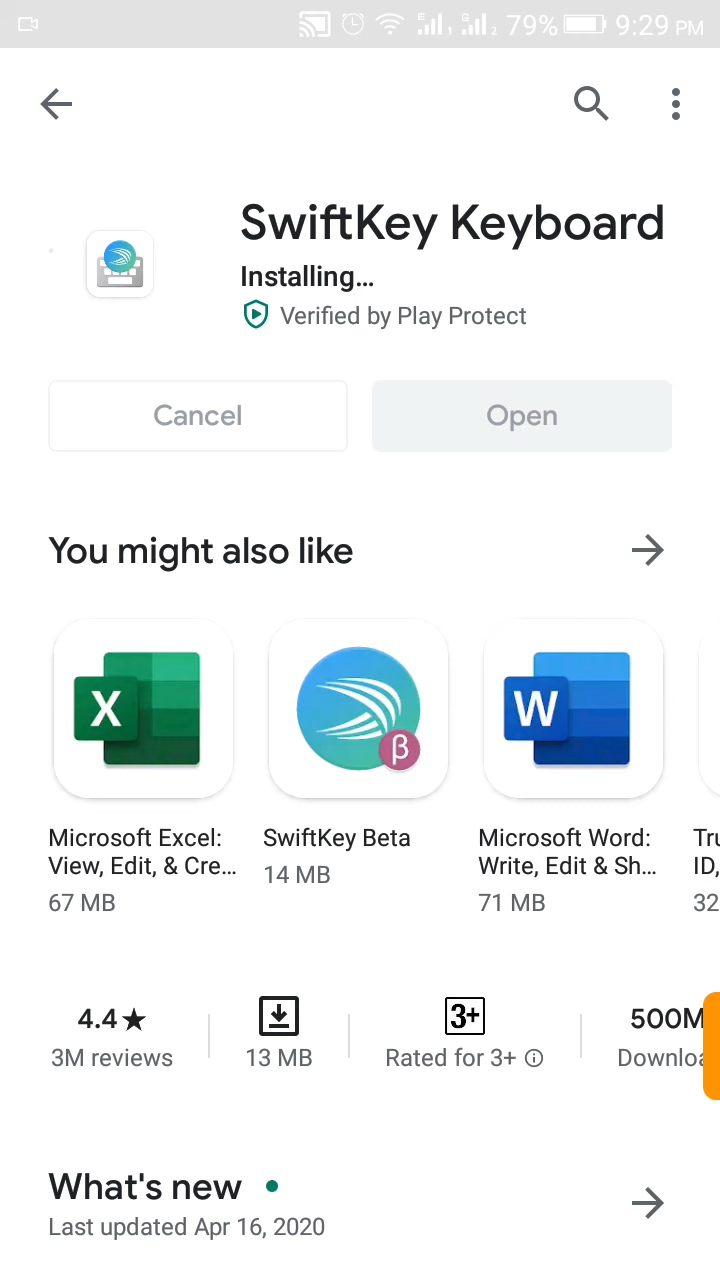 E 1 G 2 79% 9:29 PM
SwiftKey Keyboard
Installing...
Verified by Play Protect
Cancel Open
You might also like
X β W
Microsoft Excel: View, Edit, & Cre...
67 MB
SwiftKey Beta
14 MB
Microsoft Word: Write, Edit & Sh...
71 MB
Tru
ID,
32
4.4★
3M reviews
13 MB
3+
Rated for 3+
500M
Downloa
What's new
Last updated Apr 16, 2020